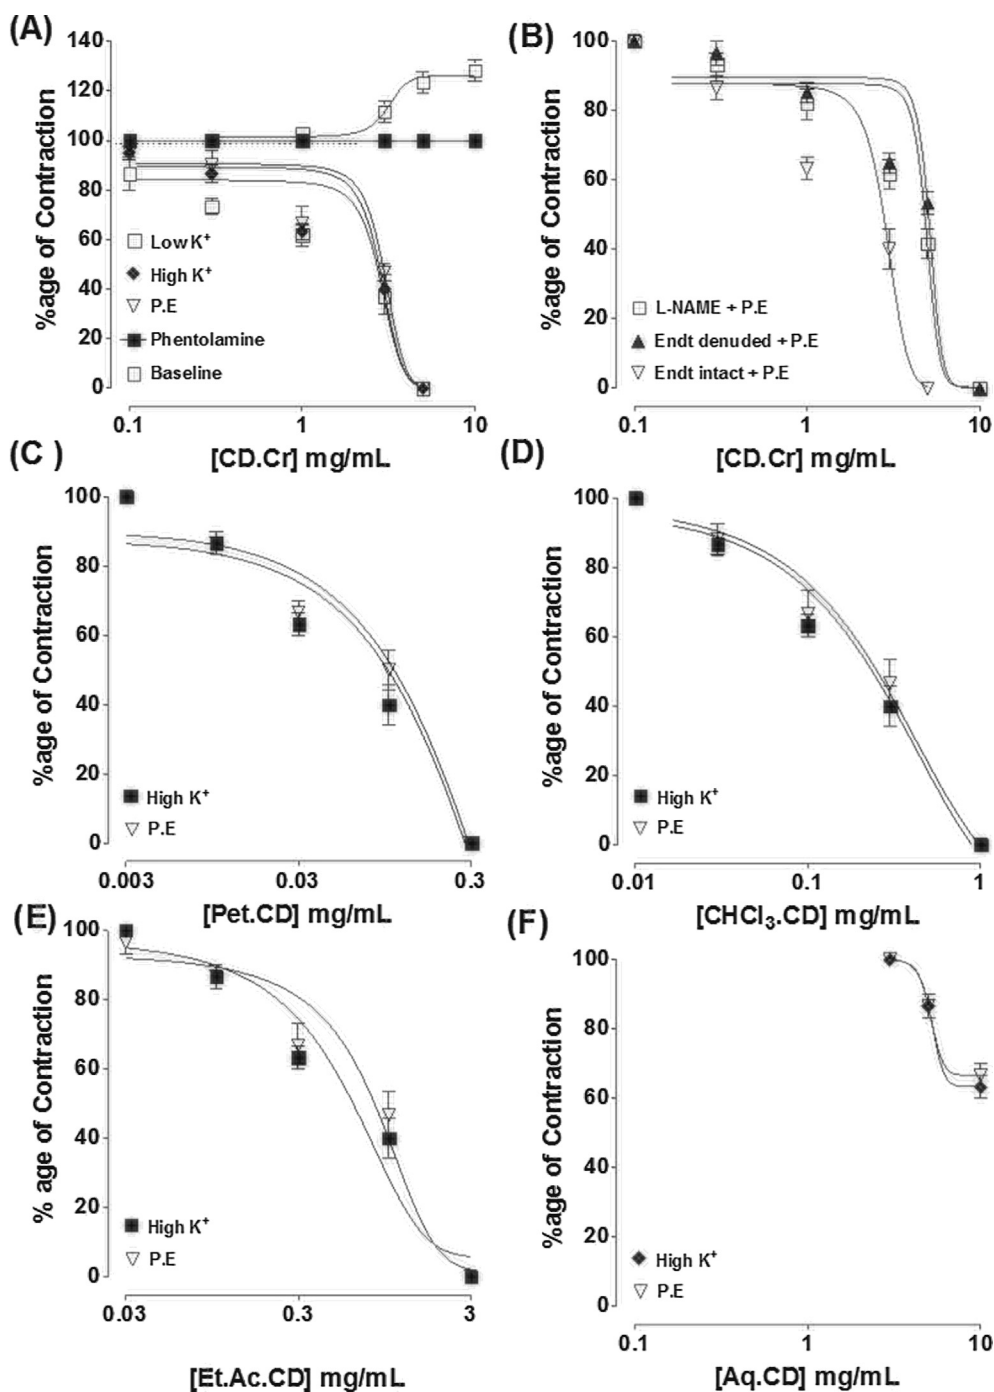 (A)
140
120
100
80
60
40
20
0
%age of Contraction
Low K⁺
High K⁺
P.E
Phentolamine
Baseline
0.1
1
10
[CD.Cr] mg/mL
(B)
100
80
60
40
20
0
%age of Contraction
L-NAME + P.E
Endt denuded + P.E
Endt intact + P.E
0.1
1
10
[CD.Cr] mg/mL
(C )
100
80
60
40
20
0
%age of Contraction
High K⁺
P.E
0.003
0.03
0.3
[Pet.CD] mg/mL
(D)
100
80
60
40
20
0
%age of Contraction
High K⁺
P.E
0.01
0.1
1
[CHCl₃.CD] mg/mL
(E)
100
80
60
40
20
0
% age of Contraction
High K⁺
P.E
0.03
0.3
3
[Et.Ac.CD] mg/mL
(F)
100
80
60
40
20
0
%age of Contraction
High K⁺
P.E
0.1
1
10
[Aq.CD] mg/mL